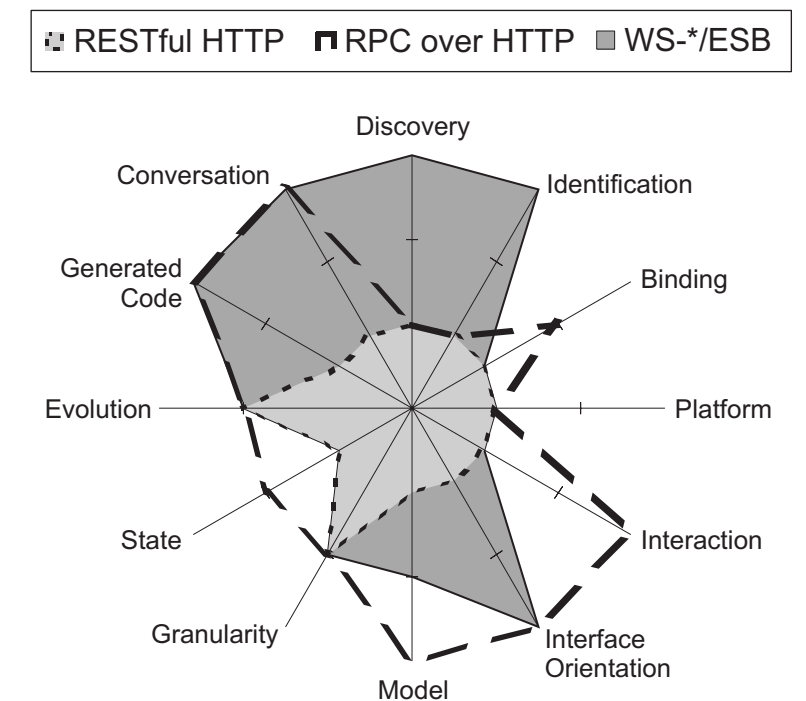 RESTful HTTP RPC over HTTP WS-*/ESB
Discovery
Conversation
Identification
Generated
Code
Binding
Evolution
Platform
State
Interaction
Granularity
Interface
Orientation
Model